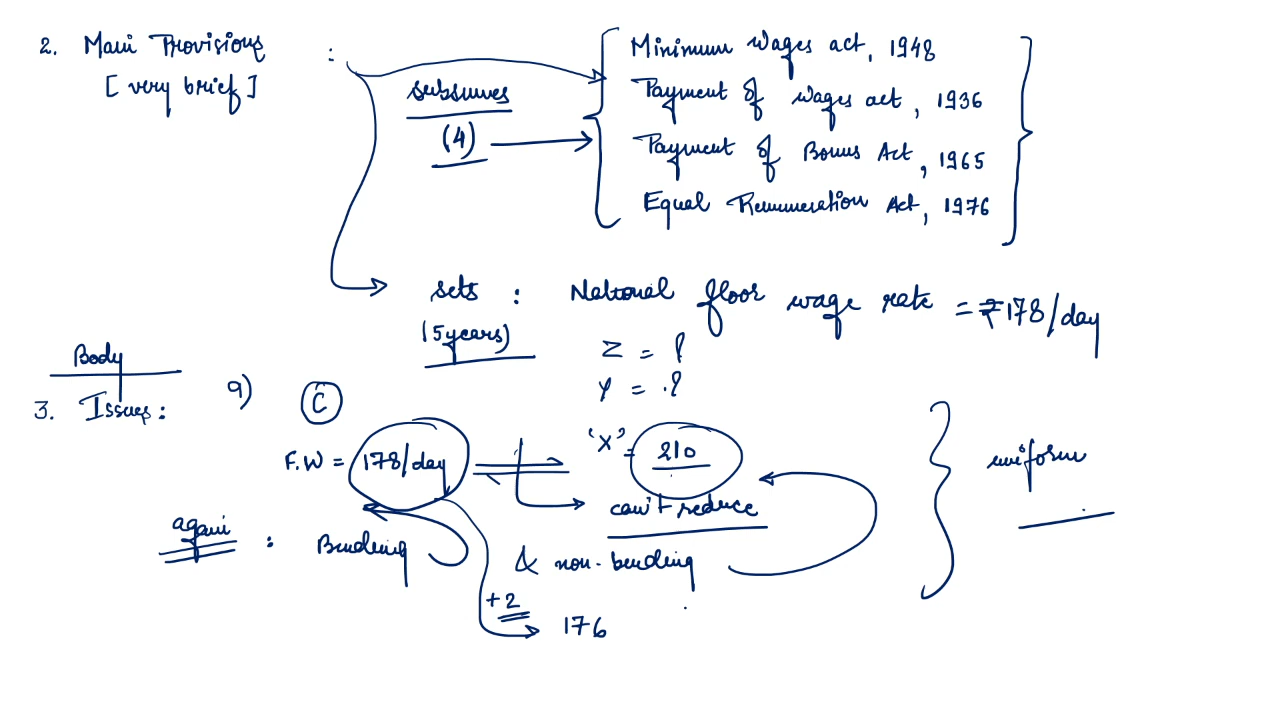 2. Main Provisions :
[very brief]
subsumes
(4)
Minimum Wages act, 1948
Payment of wages act, 1936
Payment of Bonus Act, 1965
Equal Remuneration Act, 1976
sets : National floor wage rate = ₹178/day
(5years)
Z = ?
Y = ?
Body
3. Issues : a) C
F.W = 178/day 'X' = 210
can't reduce
uniform
again : Binding & non-binding
+2
176